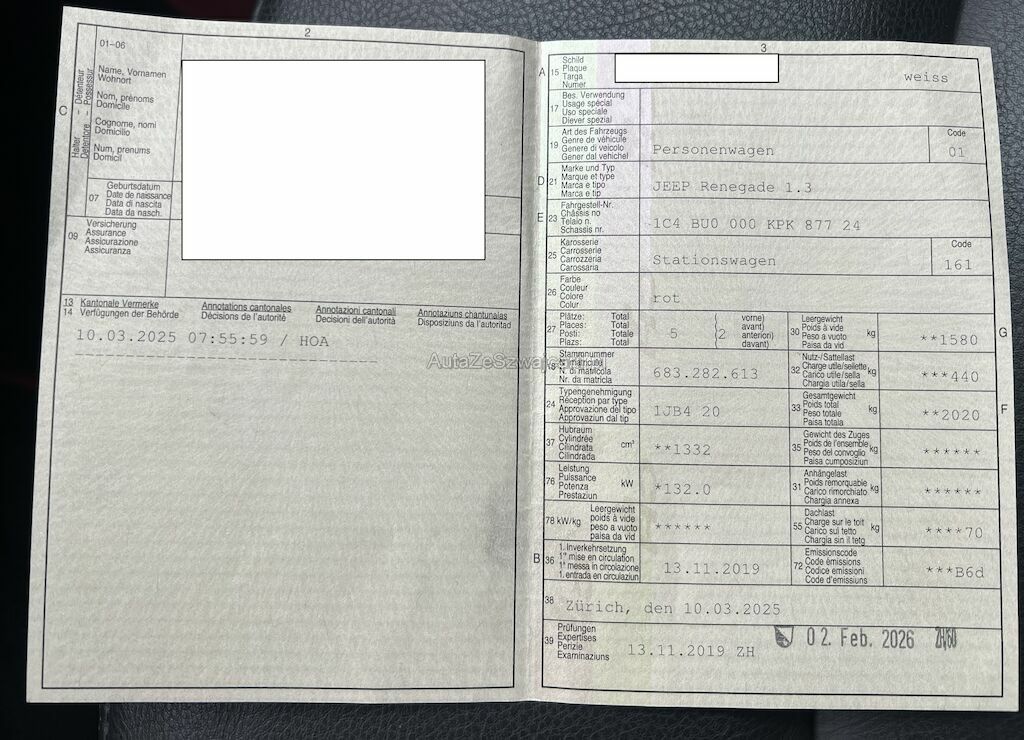 2
01-06
C
Halter - Détenteur
Detentore - Possessur
Name, Vornamen
Wohnort
Nom, prénoms
Domicile
Cognome, nomi
Domicilio
Num, prenums
Domicil
07
Geburtsdatum
Date de naissance
Data di nascita
Data da nasch.
09
Versicherung
Assurance
Assicurazione
Assicuranza
13
14
Kantonale Vermerke
Verfügungen der Behörde
Annotations cantonales
Décisions de l'autorité
Annotazioni cantonali
Decisioni dell'autorità
Annotaziuns chantunalas
Disposiziuns da l'autoritad
10.03.2025 07:55:59 / HOA
3
A 15
Schild
Plaque
Targa
Numer
weiss
17
Bes. Verwendung
Usage spécial
Uso speciale
Diever spezial
19
Art des Fahrzeugs
Genre de véhicule
Genere di veicolo
Gener dal vehichel
Personenwagen
Code
01
D 21
Marke und Typ
Marque et type
Marca e tipo
Marca e tip
JEEP Renegade 1.3
E 23
Fahrgestell-Nr.
Châssis no
Telaio n.
Schassis nr.
1C4 BU0 000 KPK 877 24
25
Karosserie
Carrosserie
Carrozzeria
Carossaria
Stationswagen
Code
161
26
Farbe
Couleur
Colore
Colur
rot
27
Plätze: Total
Places: Total
Posti: Totale
Plazs: Total
5
(2
vorne)
avant)
anteriori)
davant)
30
Leergewicht
Poids à vide
Peso a vuoto
Paisa da vid
kg
**1580
G
18
Stammnummer
N. di matricola
Nr. da matricla
683.282.613
32
Nutz-/Sattellast
Charge utile/sellette
Carico utile/sella
Chargia utila/sella
kg
***440
24
Typengenehmigung
Réception par type
Approvazione del tipo
Approvaziun dal tip
1JB4 20
33
Gesamtgewicht
Poids total
Peso totale
Paisa totala
kg
**2020
F
37
Hubraum
Cylindrée
Cilindrata
Cilindrada
cm³
**1332
35
Gewicht des Zuges
Poids de l'ensemble
Peso del convoglio
Paisa cumposiziun
kg
******
76
Leistung
Puissance
Potenza
Prestaziun
kW
*132.0
31
Anhängelast
Poids remorquable
Carico rimorchiato
Chargia annexa
kg
******
78 kW/kg
Leergewicht
poids à vide
peso a vuoto
paisa da vid
******
55
Dachlast
Charge sur le toit
Carico sul tetto
Chargia sin il tetg
kg
****70
B 36
1. Inverkehrsetzung
1re mise en circulation
1a messa in circolazione
1. entrada en circulaziun
13.11.2019
72
Emissionscode
Code émissions
Codice emissioni
Code d'emissiuns
***B6d
38
Zürich, den 10.03.2025
39
Prüfungen
Expertises
Perizie
Examinaziuns
13.11.2019 ZH
02. Feb. 2026